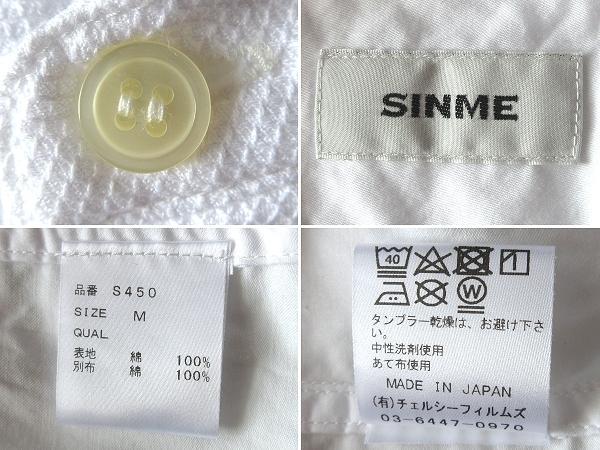 SINME
品番 S450
SIZE M
QUAL
表地 綿 100%
別布 綿 100%
40
W
タンブラー乾燥は、お避け下さ
い。
中性洗剤使用
あて布使用
MADE IN JAPAN
(有)チェルシーフィルムズ
03-6447-0970